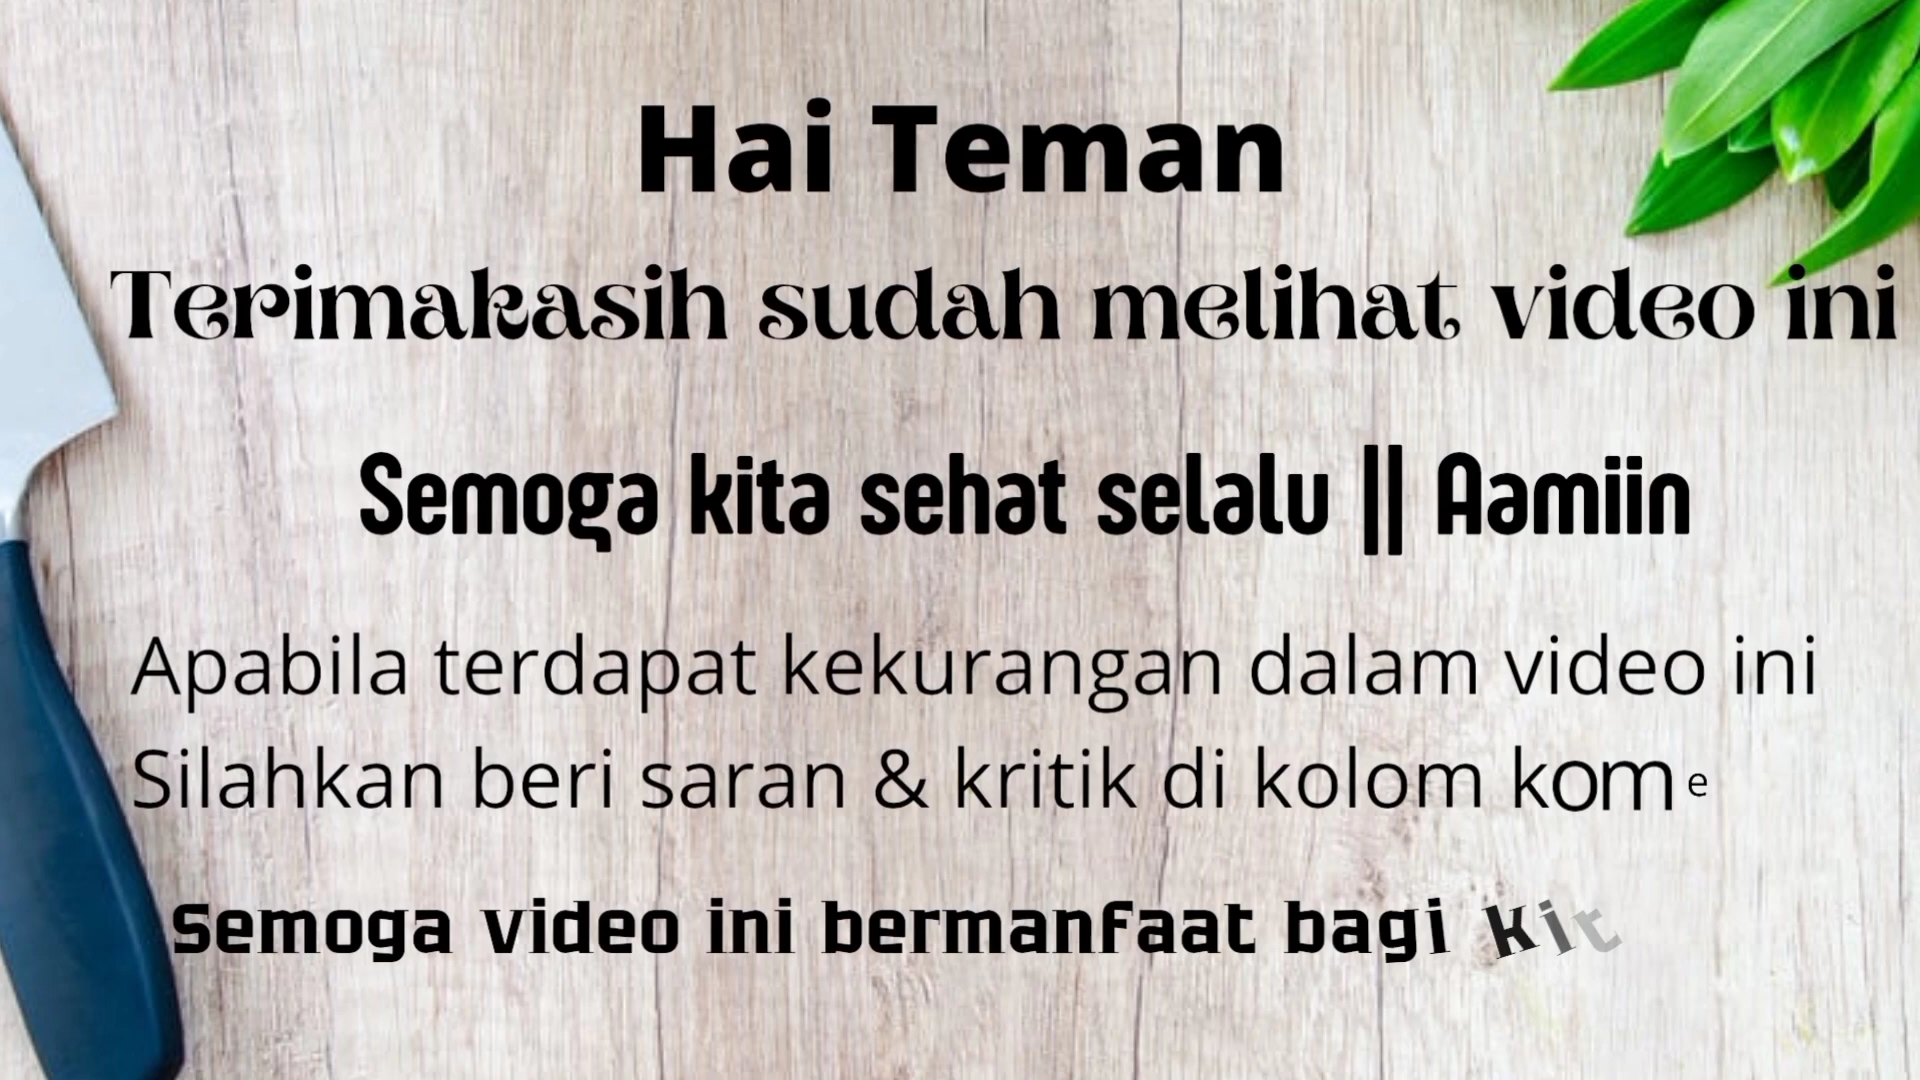 Hai Teman
Terimakasih sudah melihat video ini
Semoga kita sehat selalu || Aamiin
Apabila terdapat kekurangan dalam video ini
Silahkan beri saran & kritik di kolom kome
Semoga video ini bermanfaat bagi kit